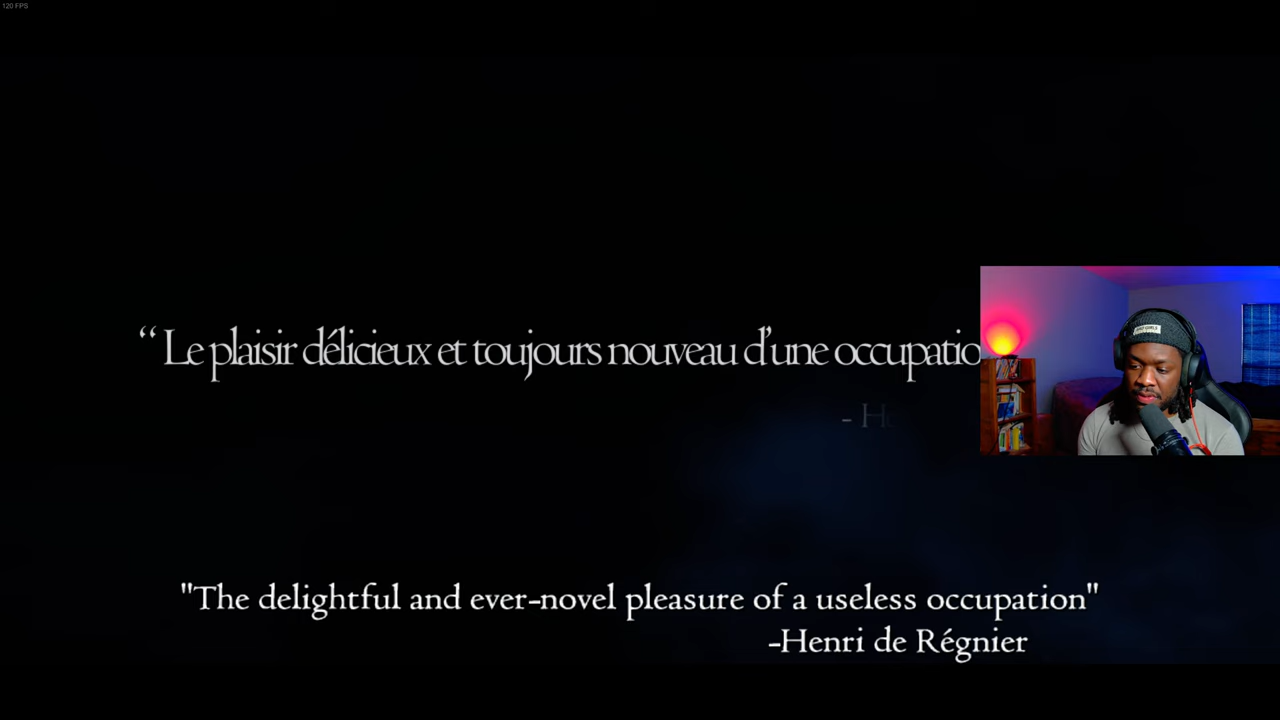 120 FPS
“ Le plaisir délicieux et toujours nouveau d’une
- H
"The delightful and ever-novel pleasure of a useless occupation"
-Henri de Régnier